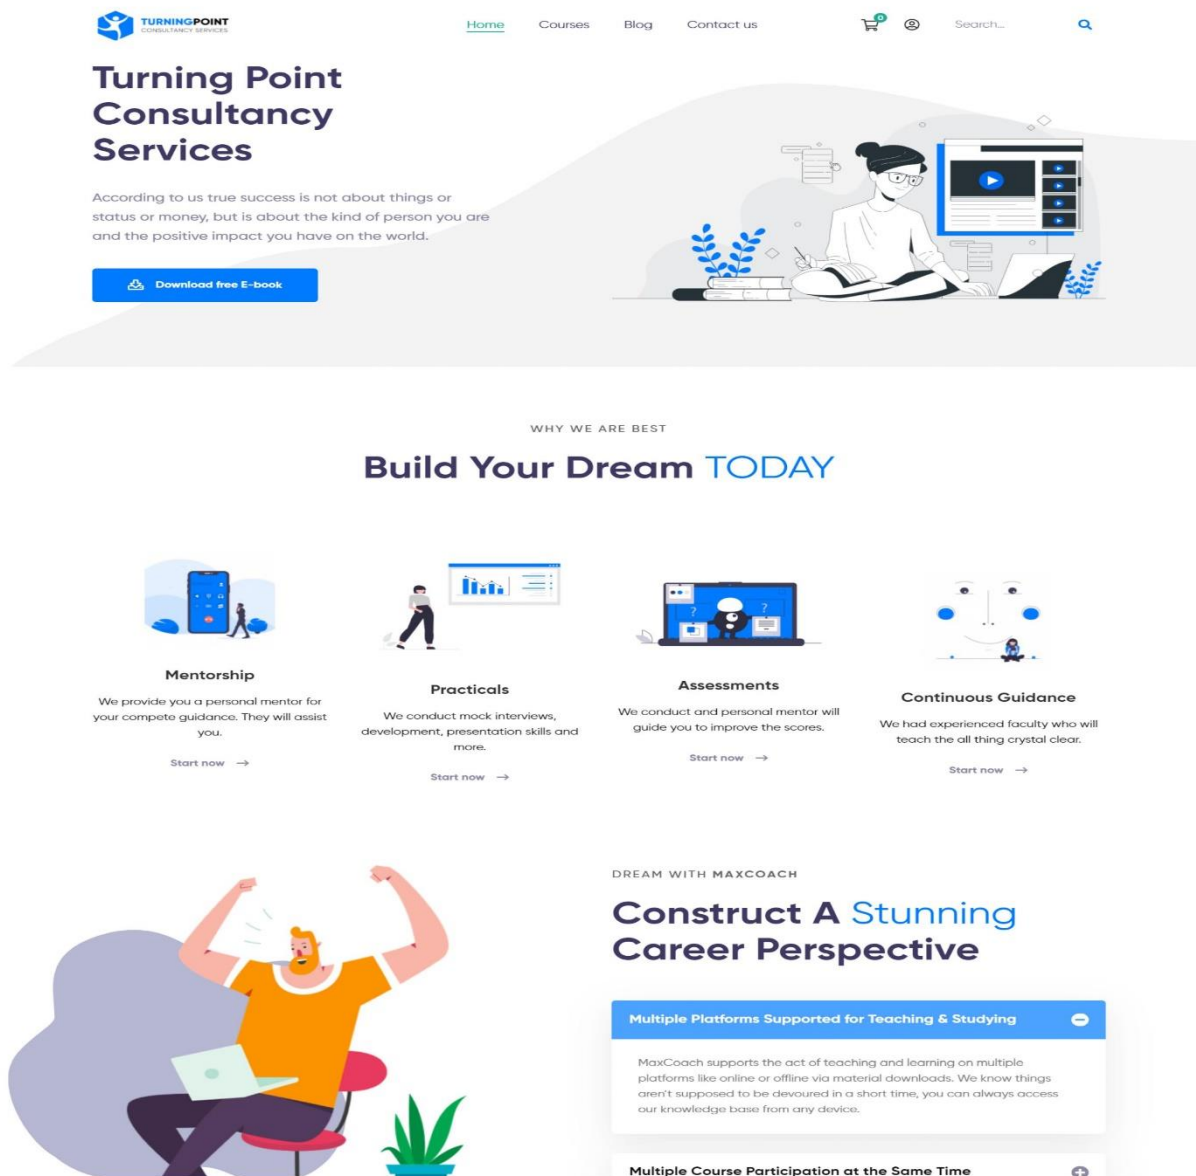 TURNINGPOINT
CONSULTANCY SERVICES
Home Courses Blog Contact us 0 Search...
Turning Point
Consultancy
Services
According to us true success is not about things or
status or money, but is about the kind of person you are
and the positive impact you have on the world.
Download free E-book
WHY WE ARE BEST
Build Your Dream TODAY
Mentorship
We provide you a personal mentor for
your compete guidance. They will assist
you.
Start now →
Practicals
We conduct mock interviews,
development, presentation skills and
more.
Start now →
? ?
Assessments
We conduct and personal mentor will
guide you to improve the scores.
Start now →
Continuous Guidance
We had experienced faculty who will
teach the all thing crystal clear.
Start now →
DREAM WITH MAXCOACH
Construct A Stunning
Career Perspective
Multiple Platforms Supported for Teaching & Studying
MaxCoach supports the act of teaching and learning on multiple
platforms like online or offline via material downloads. We know things
aren't supposed to be devoured in a short time, you can always access
our knowledge base from any device.
Multiple Course Participation at the Same Time